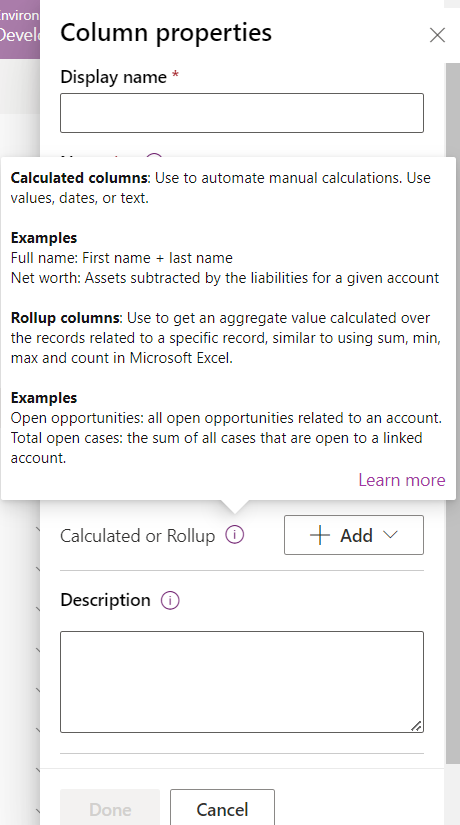 Environ
Develo
Column properties
Display name *
Calculated columns: Use to automate manual calculations. Use
values, dates, or text.
Examples
Full name: First name + last name
Net worth: Assets subtracted by the liabilities for a given account
Rollup columns: Use to get an aggregate value calculated over
the records related to a specific record, similar to using sum, min,
max and count in Microsoft Excel.
Examples
Open opportunities: all open opportunities related to an account.
Total open cases: the sum of all cases that are open to a linked
account.
Learn more
Calculated or Rollup
Add
Description
Done
Cancel